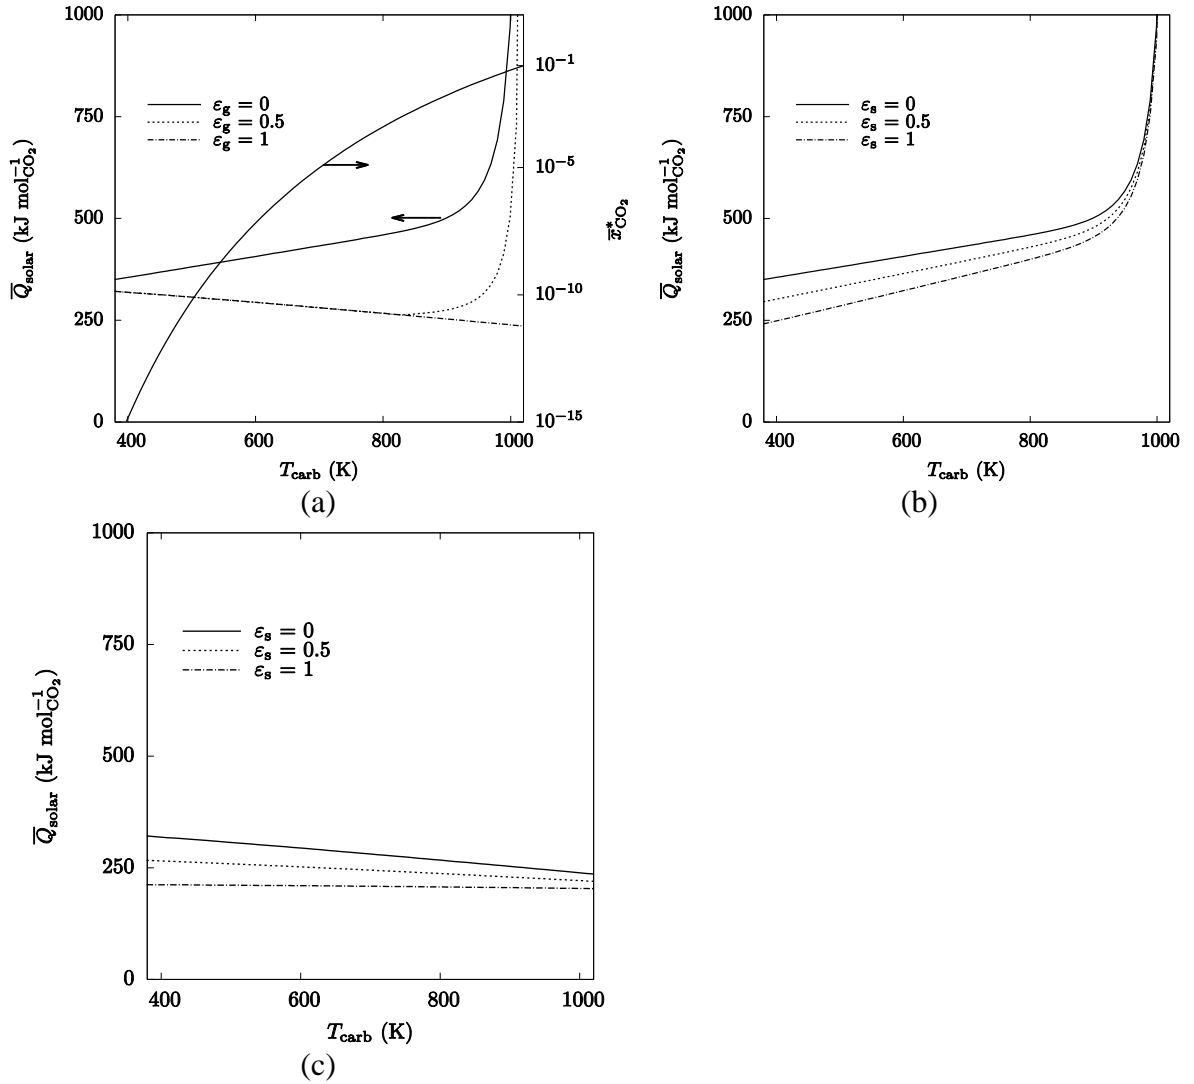 1000
750
500
250
0
400
600
800
1000
10⁻¹
10⁻⁵
10⁻¹⁰
10⁻¹⁵
εg = 0
εg = 0.5
εg = 1
Q̅solar (kJ mol⁻¹CO₂)
x̅*CO₂
Tcarb (K)
(a)
1000
750
500
250
0
400
600
800
1000
εs = 0
εs = 0.5
εs = 1
Q̅solar (kJ mol⁻¹CO₂)
Tcarb (K)
(b)
1000
750
500
250
0
400
600
800
1000
εs = 0
εs = 0.5
εs = 1
Q̅solar (kJ mol⁻¹CO₂)
Tcarb (K)
(c)